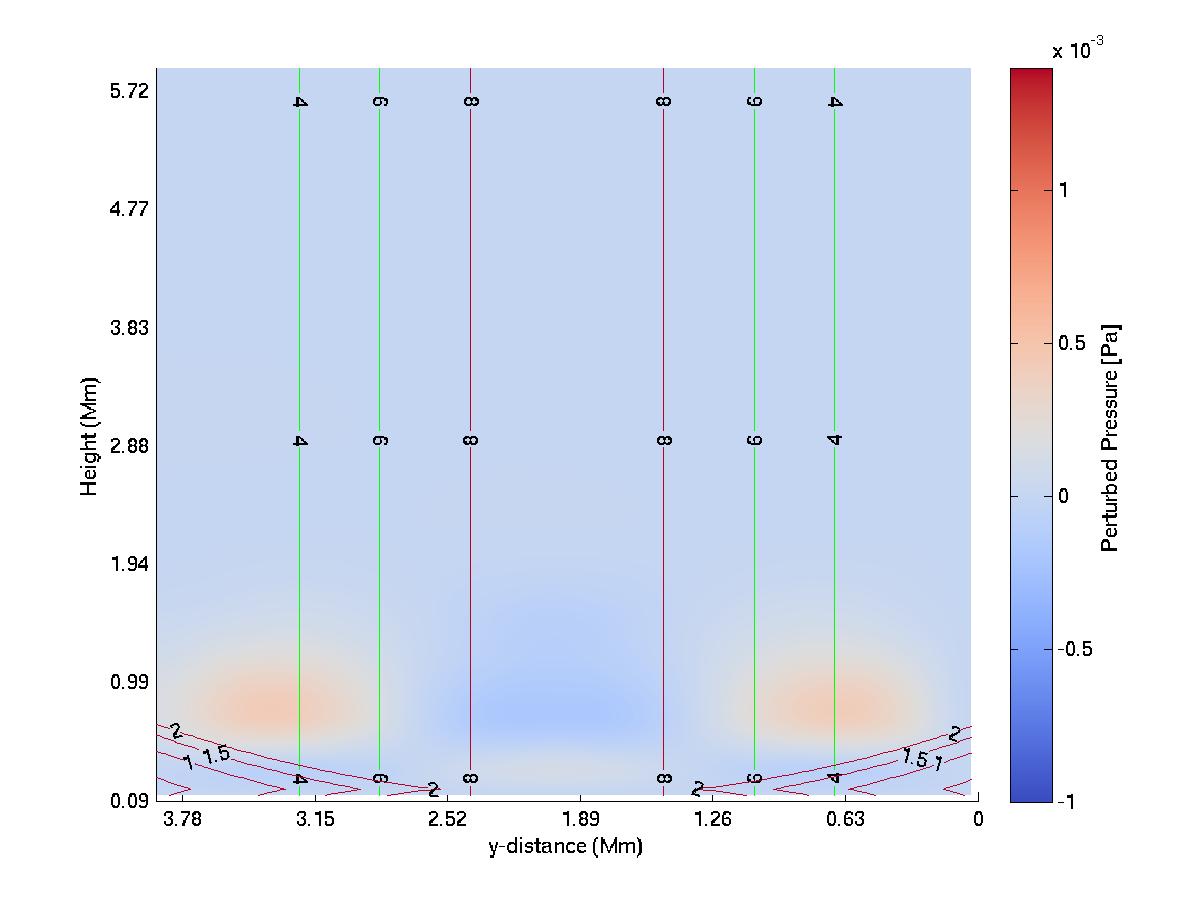 x 10-3
5.72
4 6 8 8 6 4
1
4.77
3.83
0.5
2.88
4 6 8 8 6 4
0
1.94
-0.5
0.99
2 2
1 1.5 1.5 1
4 6 8 8 6 4
2 2
0.09
-1
3.78 3.15 2.52 1.89 1.26 0.63 0
y-distance (Mm)
Height (Mm)
Perturbed Pressure [Pa]